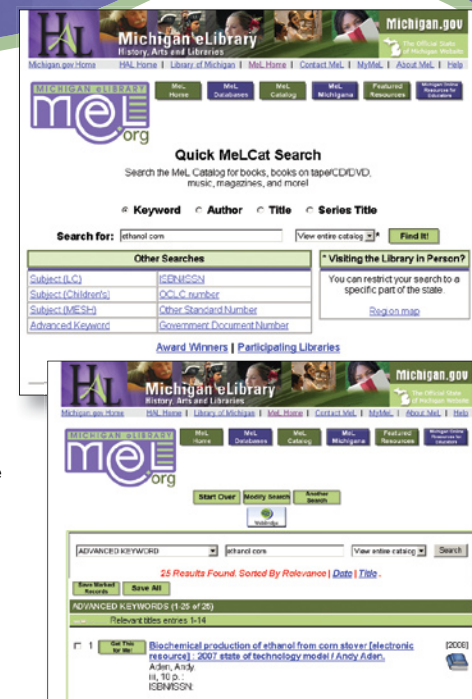 HAL
Michigan eLibrary
History, Arts and Libraries
Michigan.gov
The Official State
of Michigan Website
Michigan.gov Home | HAL Home | Library of Michigan | MeL Home | Contact MeL | MyMeL | About MeL | Help
MICHIGAN eLIBRARY
meL
.org
MeL Home
MeL Databases
MeL Catalog
MeL Michigana
Featured Resources
Michigan Online Resources for Educators
Quick MeLCat Search
Search the MeL Catalog for books, books on tape/CD/DVD,
music, magazines, and more!
Keyword Author Title Series Title
Search for: ethanol corn View entire catalog * Find It!
Other Searches
Subject (LC) ISBN/ISSN
Subject (Children's) OCLC number
Subject (MESH) Other Standard Number
Advanced Keyword Government Document Number
* Visiting the Library in Person?
You can restrict your search to a
specific part of the state.
Region map
Award Winners | Participating Libraries
e
HAL
Michigan eLibrary
History, Arts and Libraries
Michigan.gov
The Official State
of Michigan Website
Michigan.gov Home | HAL Home | Library of Michigan | MeL Home | Contact MeL | MyMeL | About MeL | Help
MICHIGAN eLIBRARY
meL
.org
MeL Home
MeL Databases
MeL Catalog
MeL Michigana
Featured Resources
Michigan Online Resources for Educators
Start Over
Modify Search
Another Search
WebBridge
ADVANCED KEYWORD ethanol corn View entire catalog Search
25 Results Found. Sorted By Relevance | Date | Title .
Save Marked Records
Save All
ADVANCED KEYWORDS (1-25 of 25)
Relevant titles entries 1-14
1 Get This for Me! Biochemical production of ethanol from corn stover [electronic [2008]
resource] : 2007 state of technology model / Andy Aden.
Aden, Andy.
iii, 10 p. :
ISBN/ISSN: